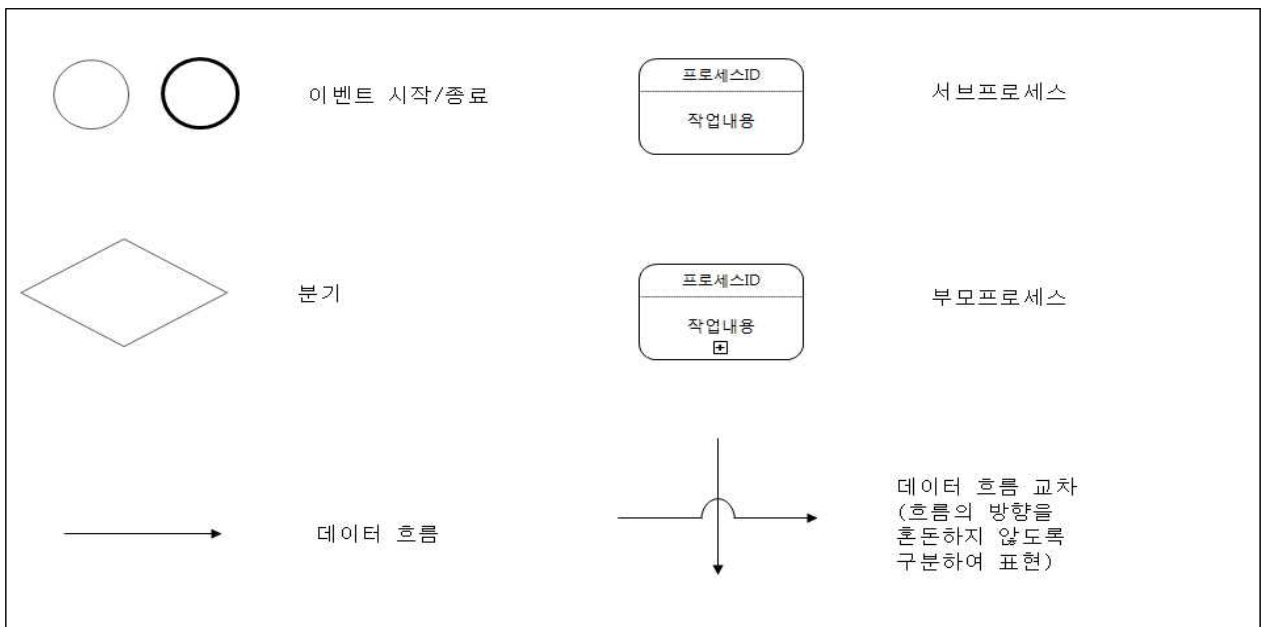 이벤트 시작/종료
프로세스ID
작업내용
서브프로세스
분기
프로세스ID
작업내용
부모프로세스
데이터 흐름
데이터 흐름 교차
(흐름의 방향을
혼돈하지 않도록
구분하여 표현)